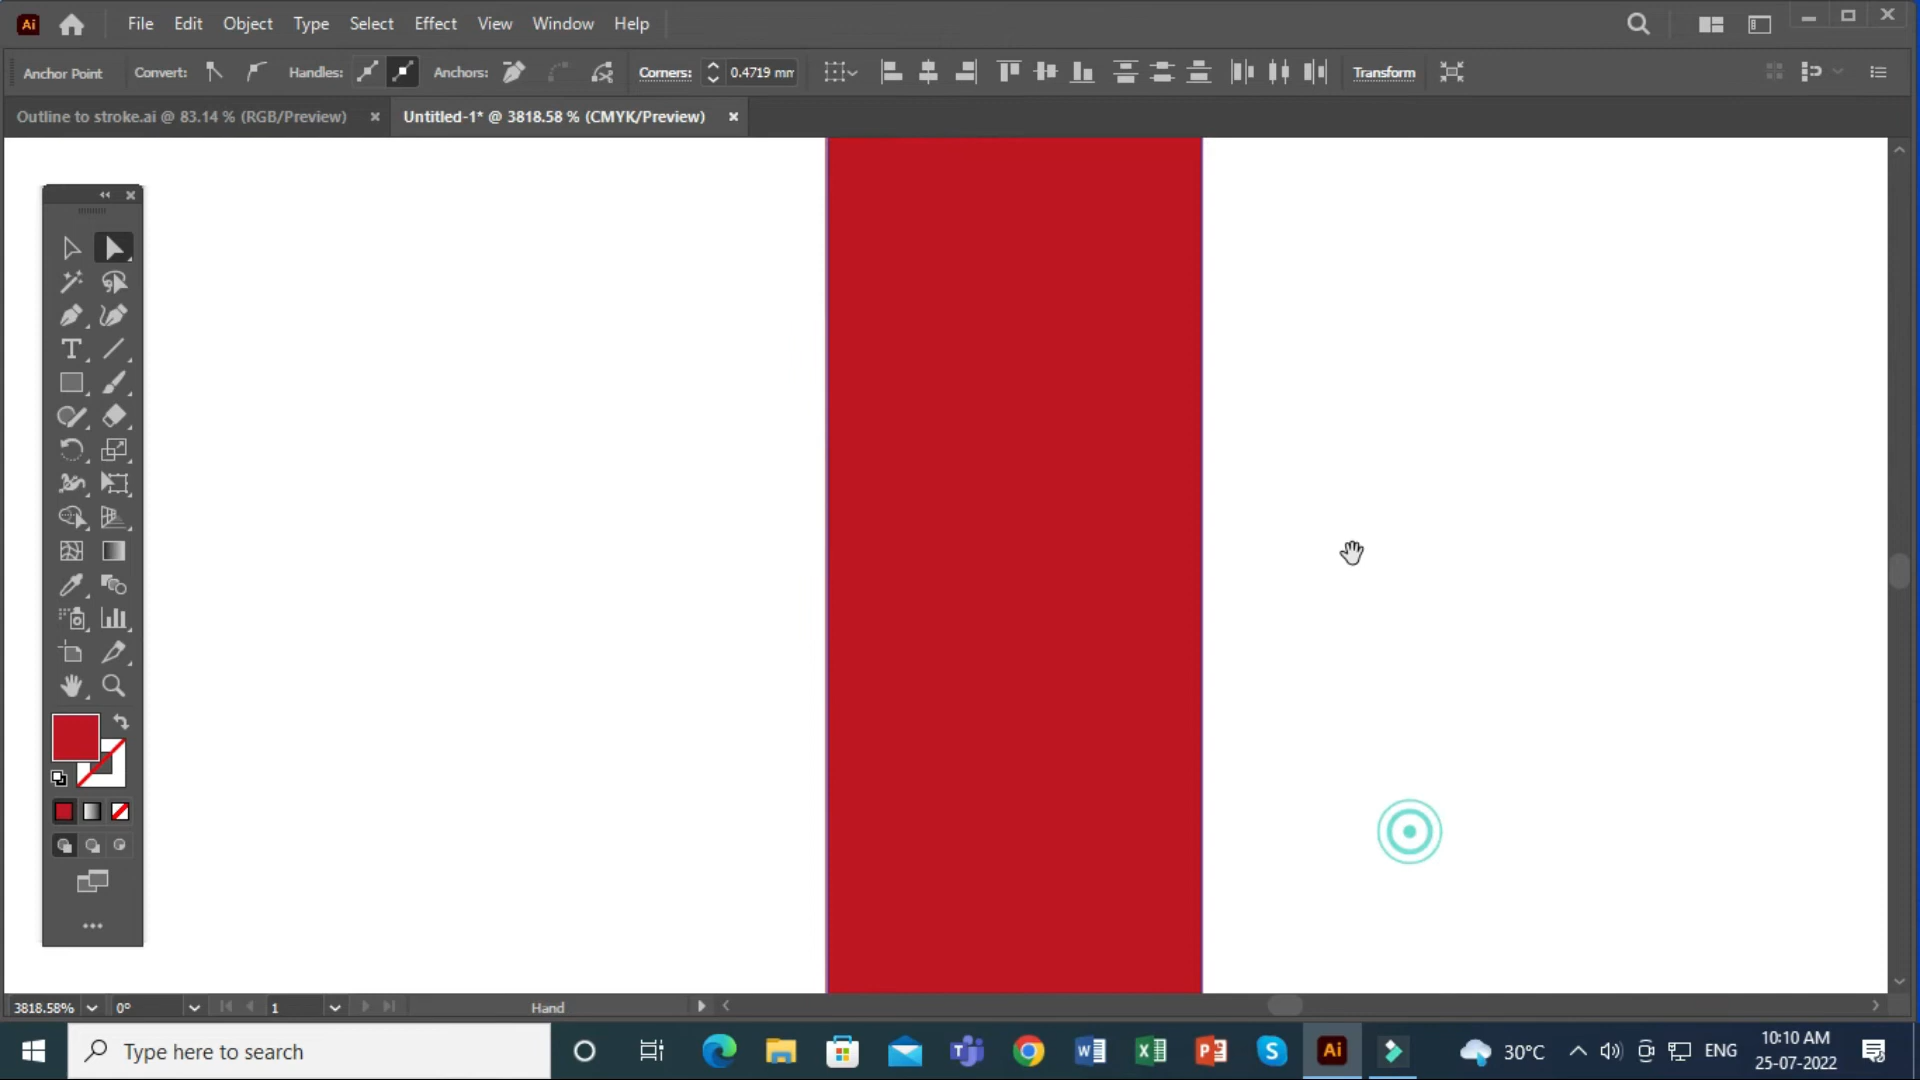 Ai File Edit Object Type Select Effect View Window Help
Anchor Point Convert: Handles: Anchors: Corners: 0.4719 mm Transform
Outline to stroke.ai @ 83.14 % (RGB/Preview) × Untitled-1* @ 3818.58 % (CMYK/Preview) ×
3818.58% 0° 1 Hand
Type here to search Ai 30°C ENG 10:10 AM
25-07-2022